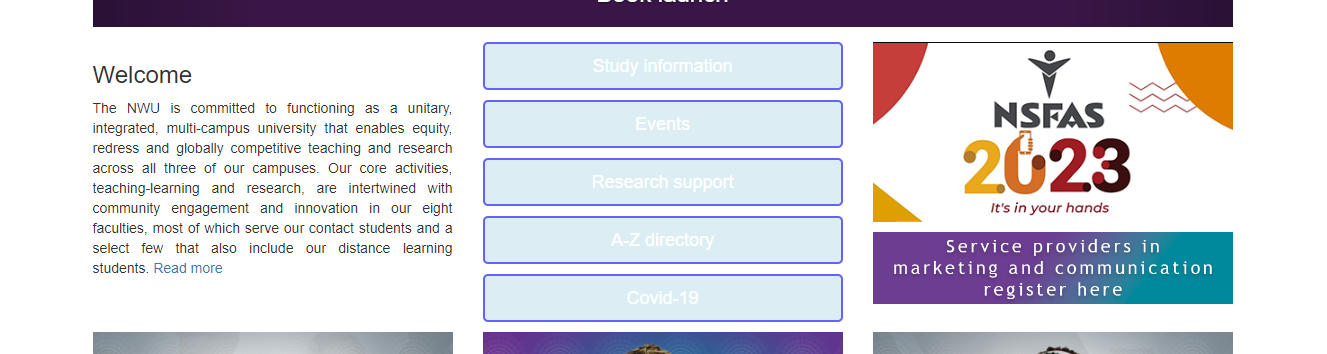 Book launch
Welcome
The NWU is committed to functioning as a unitary,
integrated, multi-campus university that enables equity,
redress and globally competitive teaching and research
across all three of our campuses. Our core activities,
teaching-learning and research, are intertwined with
community engagement and innovation in our eight
faculties, most of which serve our contact students and a
select few that also include our distance learning
students. Read more
Study information
Events
Research support
A-Z directory
Covid-19
NSFAS
2023
It's in your hands
Service providers in
marketing and communication
register here